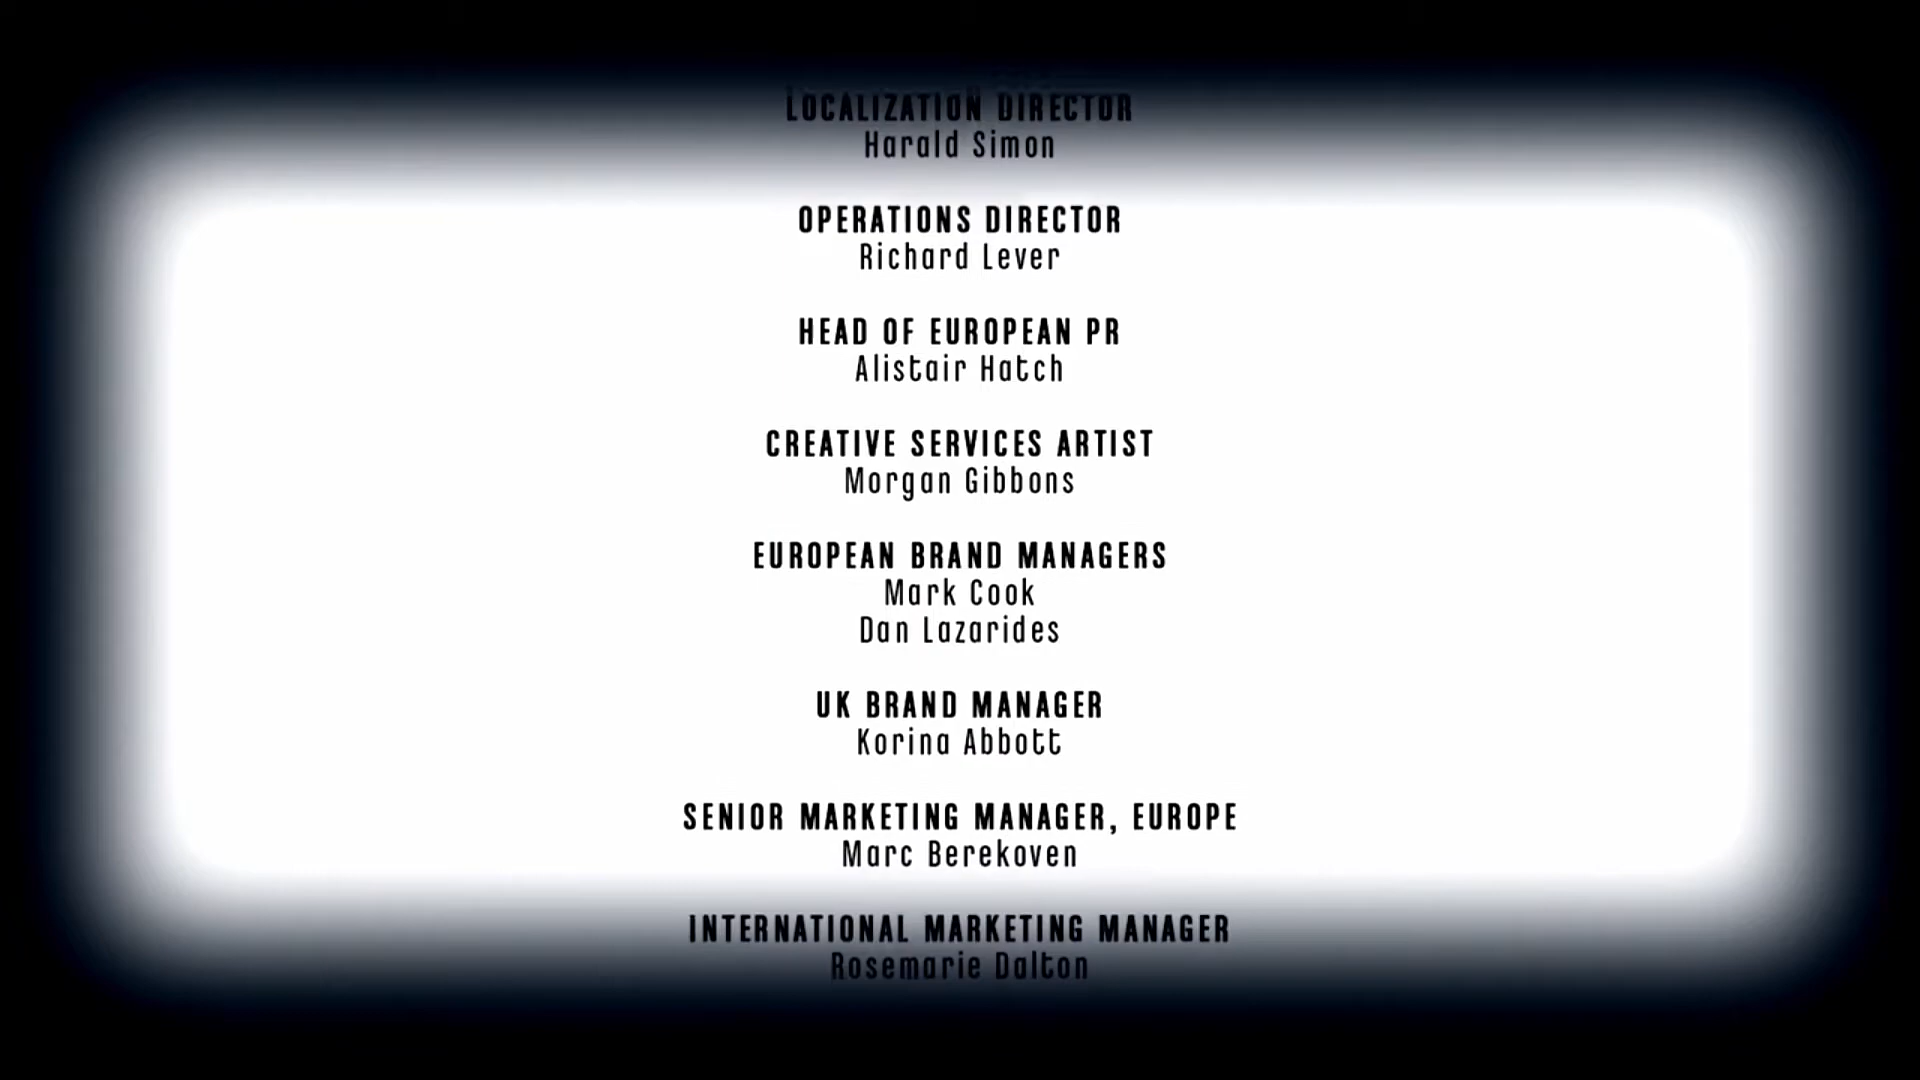 LOCALIZATION DIRECTOR
Harald Simon
OPERATIONS DIRECTOR
Richard Lever
HEAD OF EUROPEAN PR
Alistair Hatch
CREATIVE SERVICES ARTIST
Morgan Gibbons
EUROPEAN BRAND MANAGERS
Mark Cook
Dan Lazarides
UK BRAND MANAGER
Korina Abbott
SENIOR MARKETING MANAGER, EUROPE
Marc Berekoven
INTERNATIONAL MARKETING MANAGER
Rosemarie Dalton